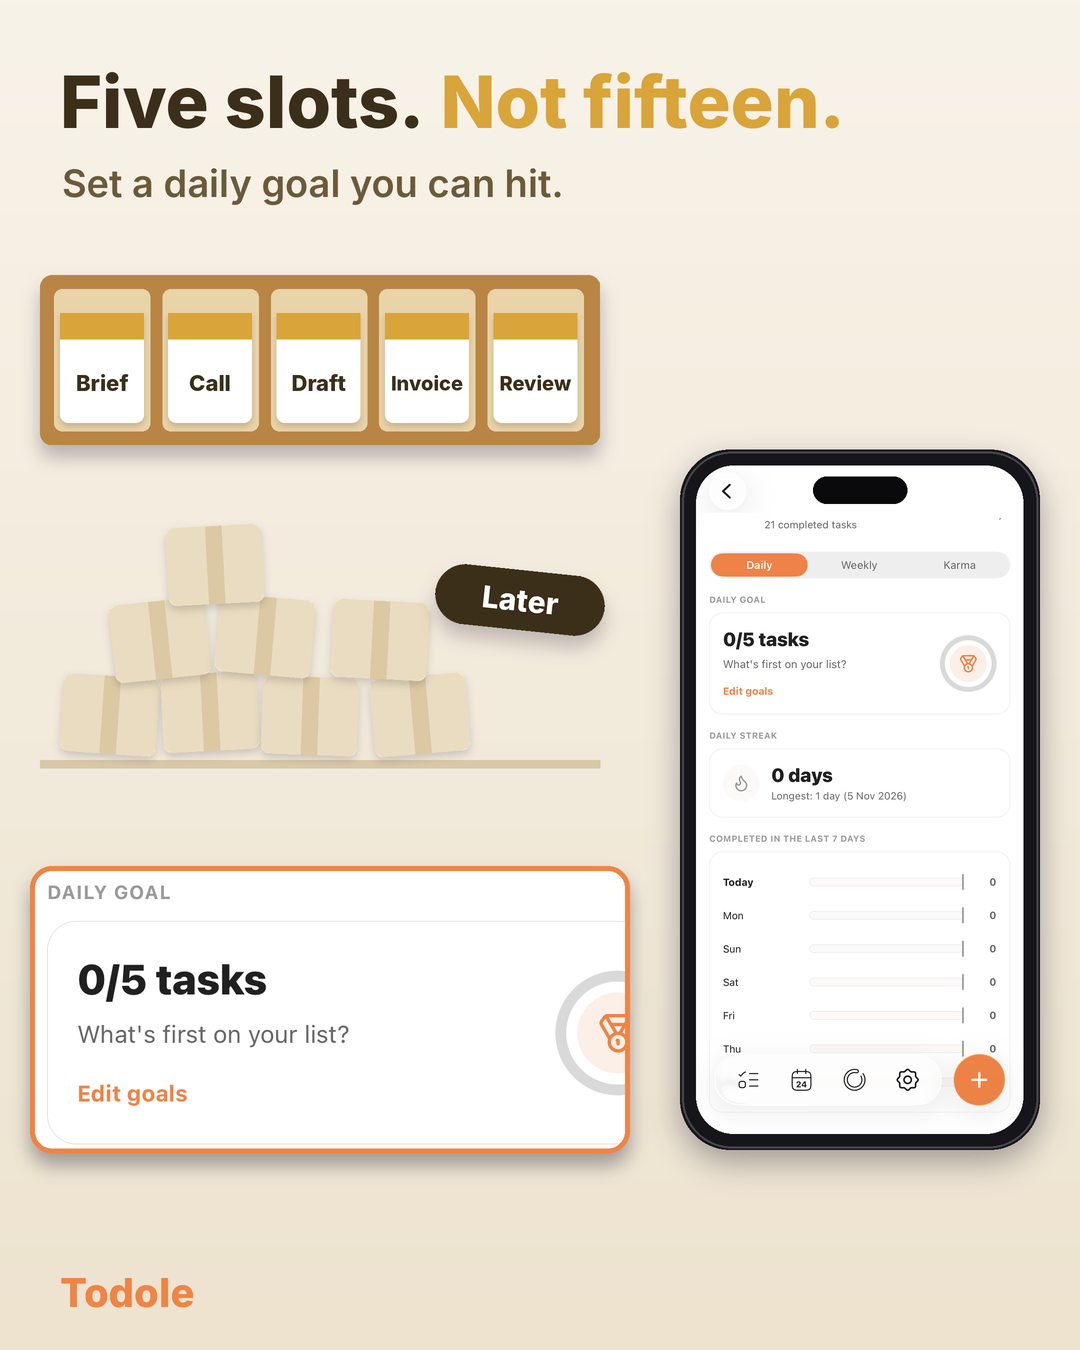 Five slots. Not fifteen.
Set a daily goal you can hit.
Brief
Call
Draft
Invoice
Review
Later
DAILY GOAL
0/5 tasks
What's first on your list?
Edit goals
21 completed tasks
Daily
Weekly
Karma
DAILY GOAL
0/5 tasks
What's first on your list?
Edit goals
DAILY STREAK
0 days
Longest: 1 day (5 Nov 2026)
COMPLETED IN THE LAST 7 DAYS
Today 0
Mon 0
Sun 0
Sat 0
Fri 0
Thu 0
24
Todole